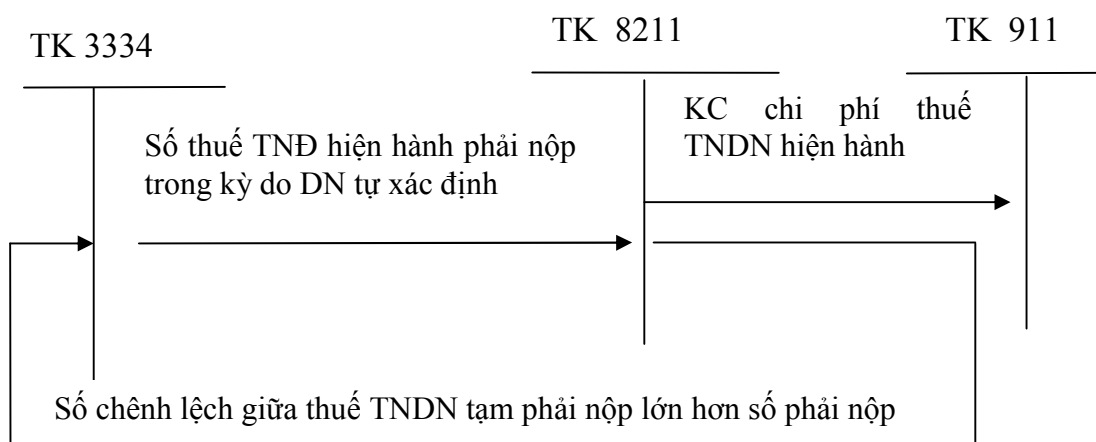 TK 3334
TK 8211
TK 911
Số thuế TNĐ hiện hành phải nộp
trong kỳ do DN tự xác định
KC chi phí thuế
TNDN hiện hành
Số chênh lệch giữa thuế TNDN tạm phải nộp lớn hơn số phải nộp